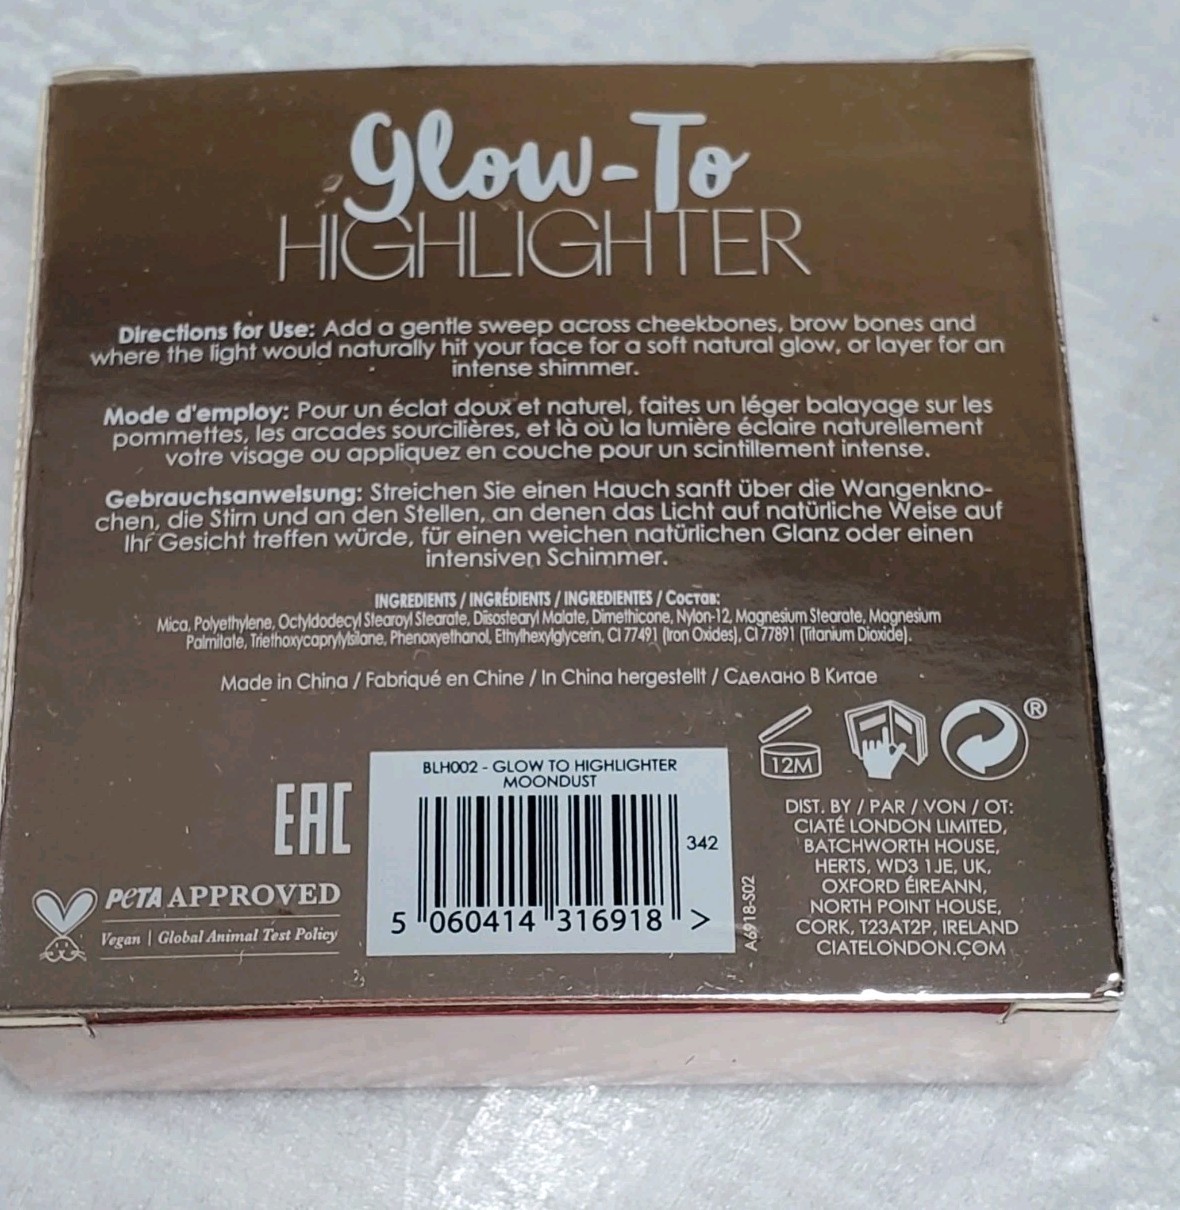 Glow-To
HIGHLIGHTER
Directions for Use: Add a gentle sweep across cheekbones, brow bones and
where the light would naturally hit your face for a soft natural glow, or layer for an
intense shimmer.
Mode d'employ: Pour un éclat doux et naturel, faites un léger balayage sur les
pommettes, les arcades sourcilières, et là où la lumière éclaire naturellement
votre visage ou appliquez en couche pour un scintillement intense.
Gebrauchsanweisung: Streichen Sie einen Hauch sanft über die Wangenkno-
chen, die Stirn und an den Stellen, an denen das Licht auf natürliche Weise auf
Ihr Gesicht treffen würde, für einen weichen natürlichen Glanz oder einen
intensiven Schimmer.
INGREDIENTS / INGRÉDIENTS / INGREDIENTES / Состав:
Mica, Polyethylene, Octyldodecyl Stearoyl Stearate, Diisostearyl Malate, Dimethicone, Nylon-12, Magnesium Stearate, Magnesium
Palmitate, Triethoxycaprylylsilane, Phenoxyethanol, Ethylhexylglycerin, CI 77491 (Iron Oxides), CI 77891 (Titanium Dioxide).
Made in China / Fabriqué en Chine / In China hergestellt / Сделано В Китае
12M
®
EAC
PETA APPROVED
Vegan | Global Animal Test Policy
BLH002 - GLOW TO HIGHLIGHTER
MOONDUST
342
5 060414 316918 >
A6918-S02
DIST. BY / PAR / VON / OT:
CIATÉ LONDON LIMITED,
BATCHWORTH HOUSE,
HERTS, WD3 1JE, UK,
OXFORD ÉIREANN,
NORTH POINT HOUSE,
CORK, T23AT2P, IRELAND
CIATELONDON.COM